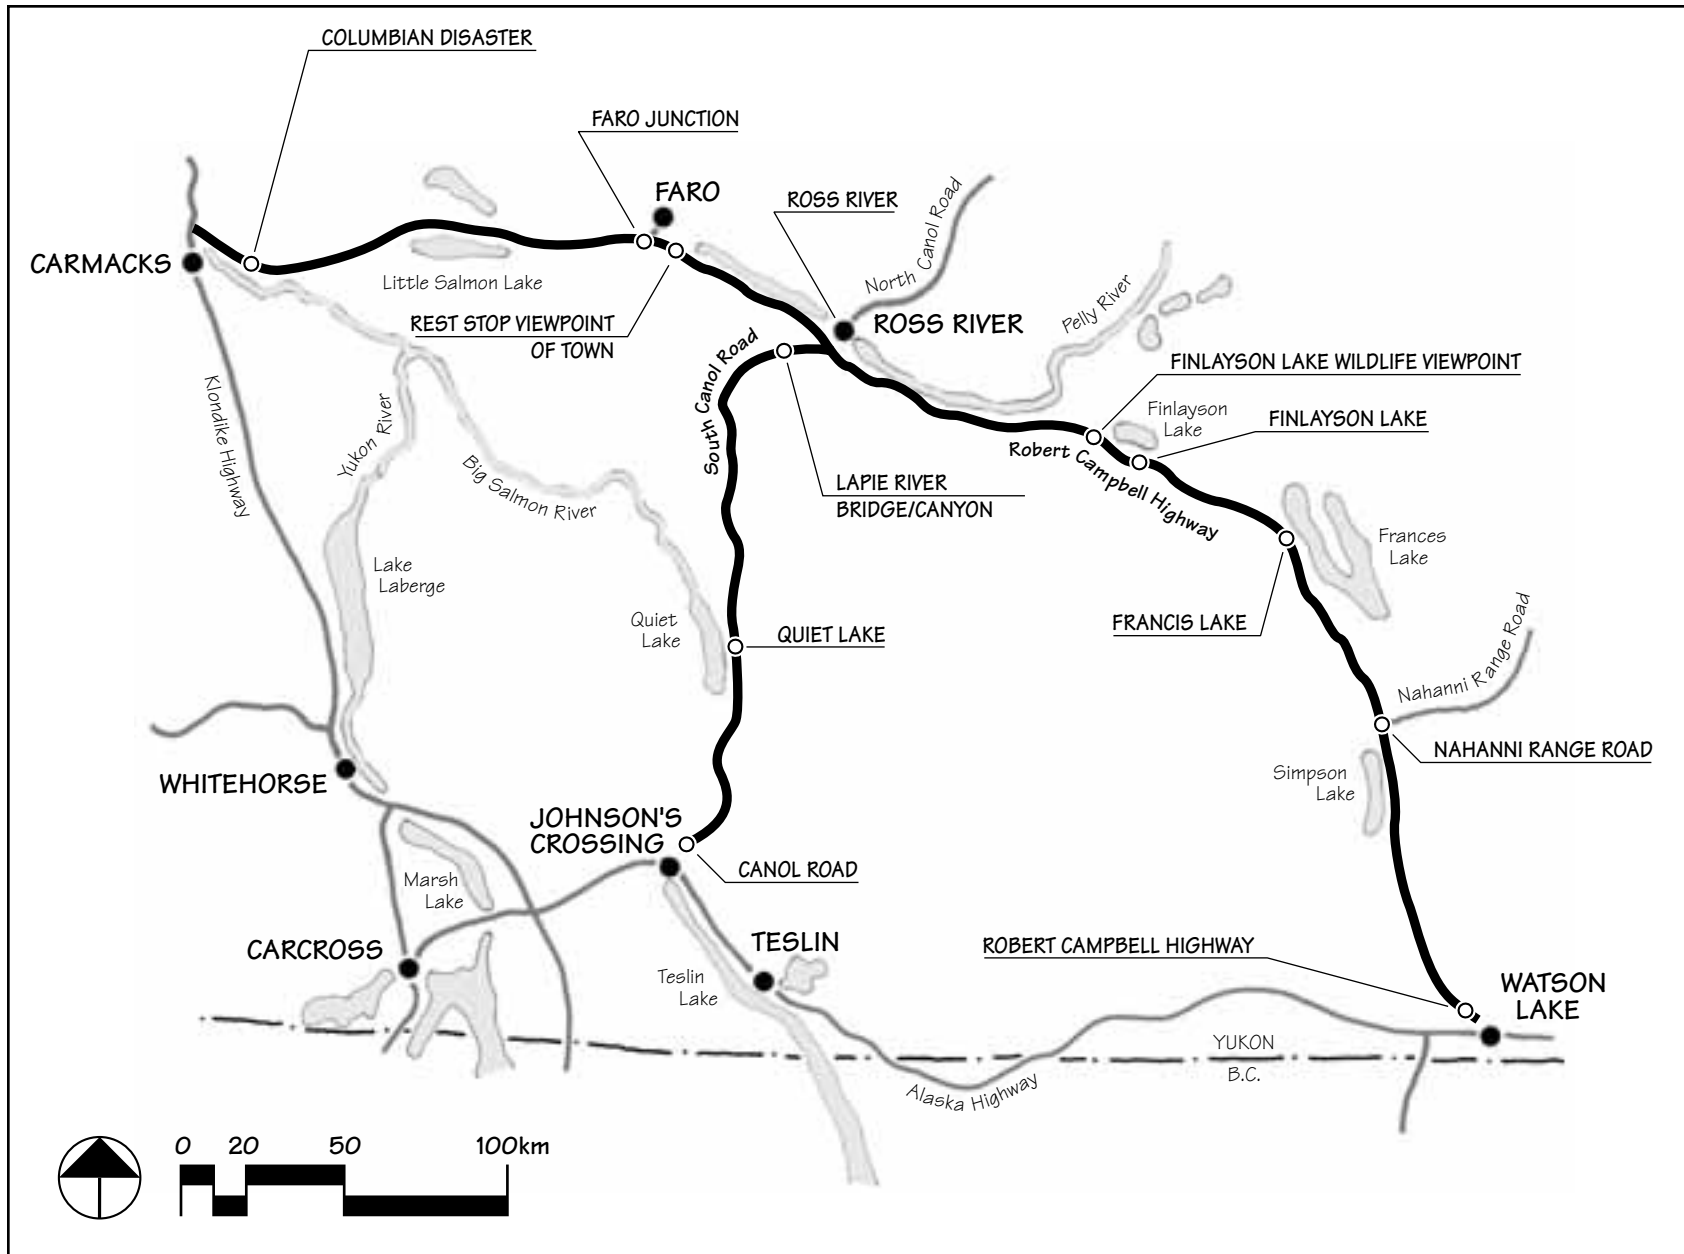 COLUMBIAN DISASTER
FARO JUNCTION
FARO
ROSS RIVER
North Canol Road
CARMACKS
Little Salmon Lake
REST STOP VIEWPOINT
OF TOWN
ROSS RIVER
Pelly River
South Canol Road
FINLAYSON LAKE WILDLIFE VIEWPOINT
Finlayson
Lake
FINLAYSON LAKE
Klondike Highway
Yukon River
Big Salmon River
Robert Campbell Highway
LAPIE RIVER
BRIDGE/CANYON
Frances
Lake
Lake
Laberge
Quiet
Lake
QUIET LAKE
FRANCIS LAKE
Nahanni Range Road
NAHANNI RANGE ROAD
WHITEHORSE
Simpson
Lake
JOHNSON'S
CROSSING
CANOL ROAD
Marsh
Lake
CARCROSS
TESLIN
ROBERT CAMPBELL HIGHWAY
Teslin
Lake
WATSON
LAKE
YUKON
B.C.
Alaska Highway
0 20 50 100km